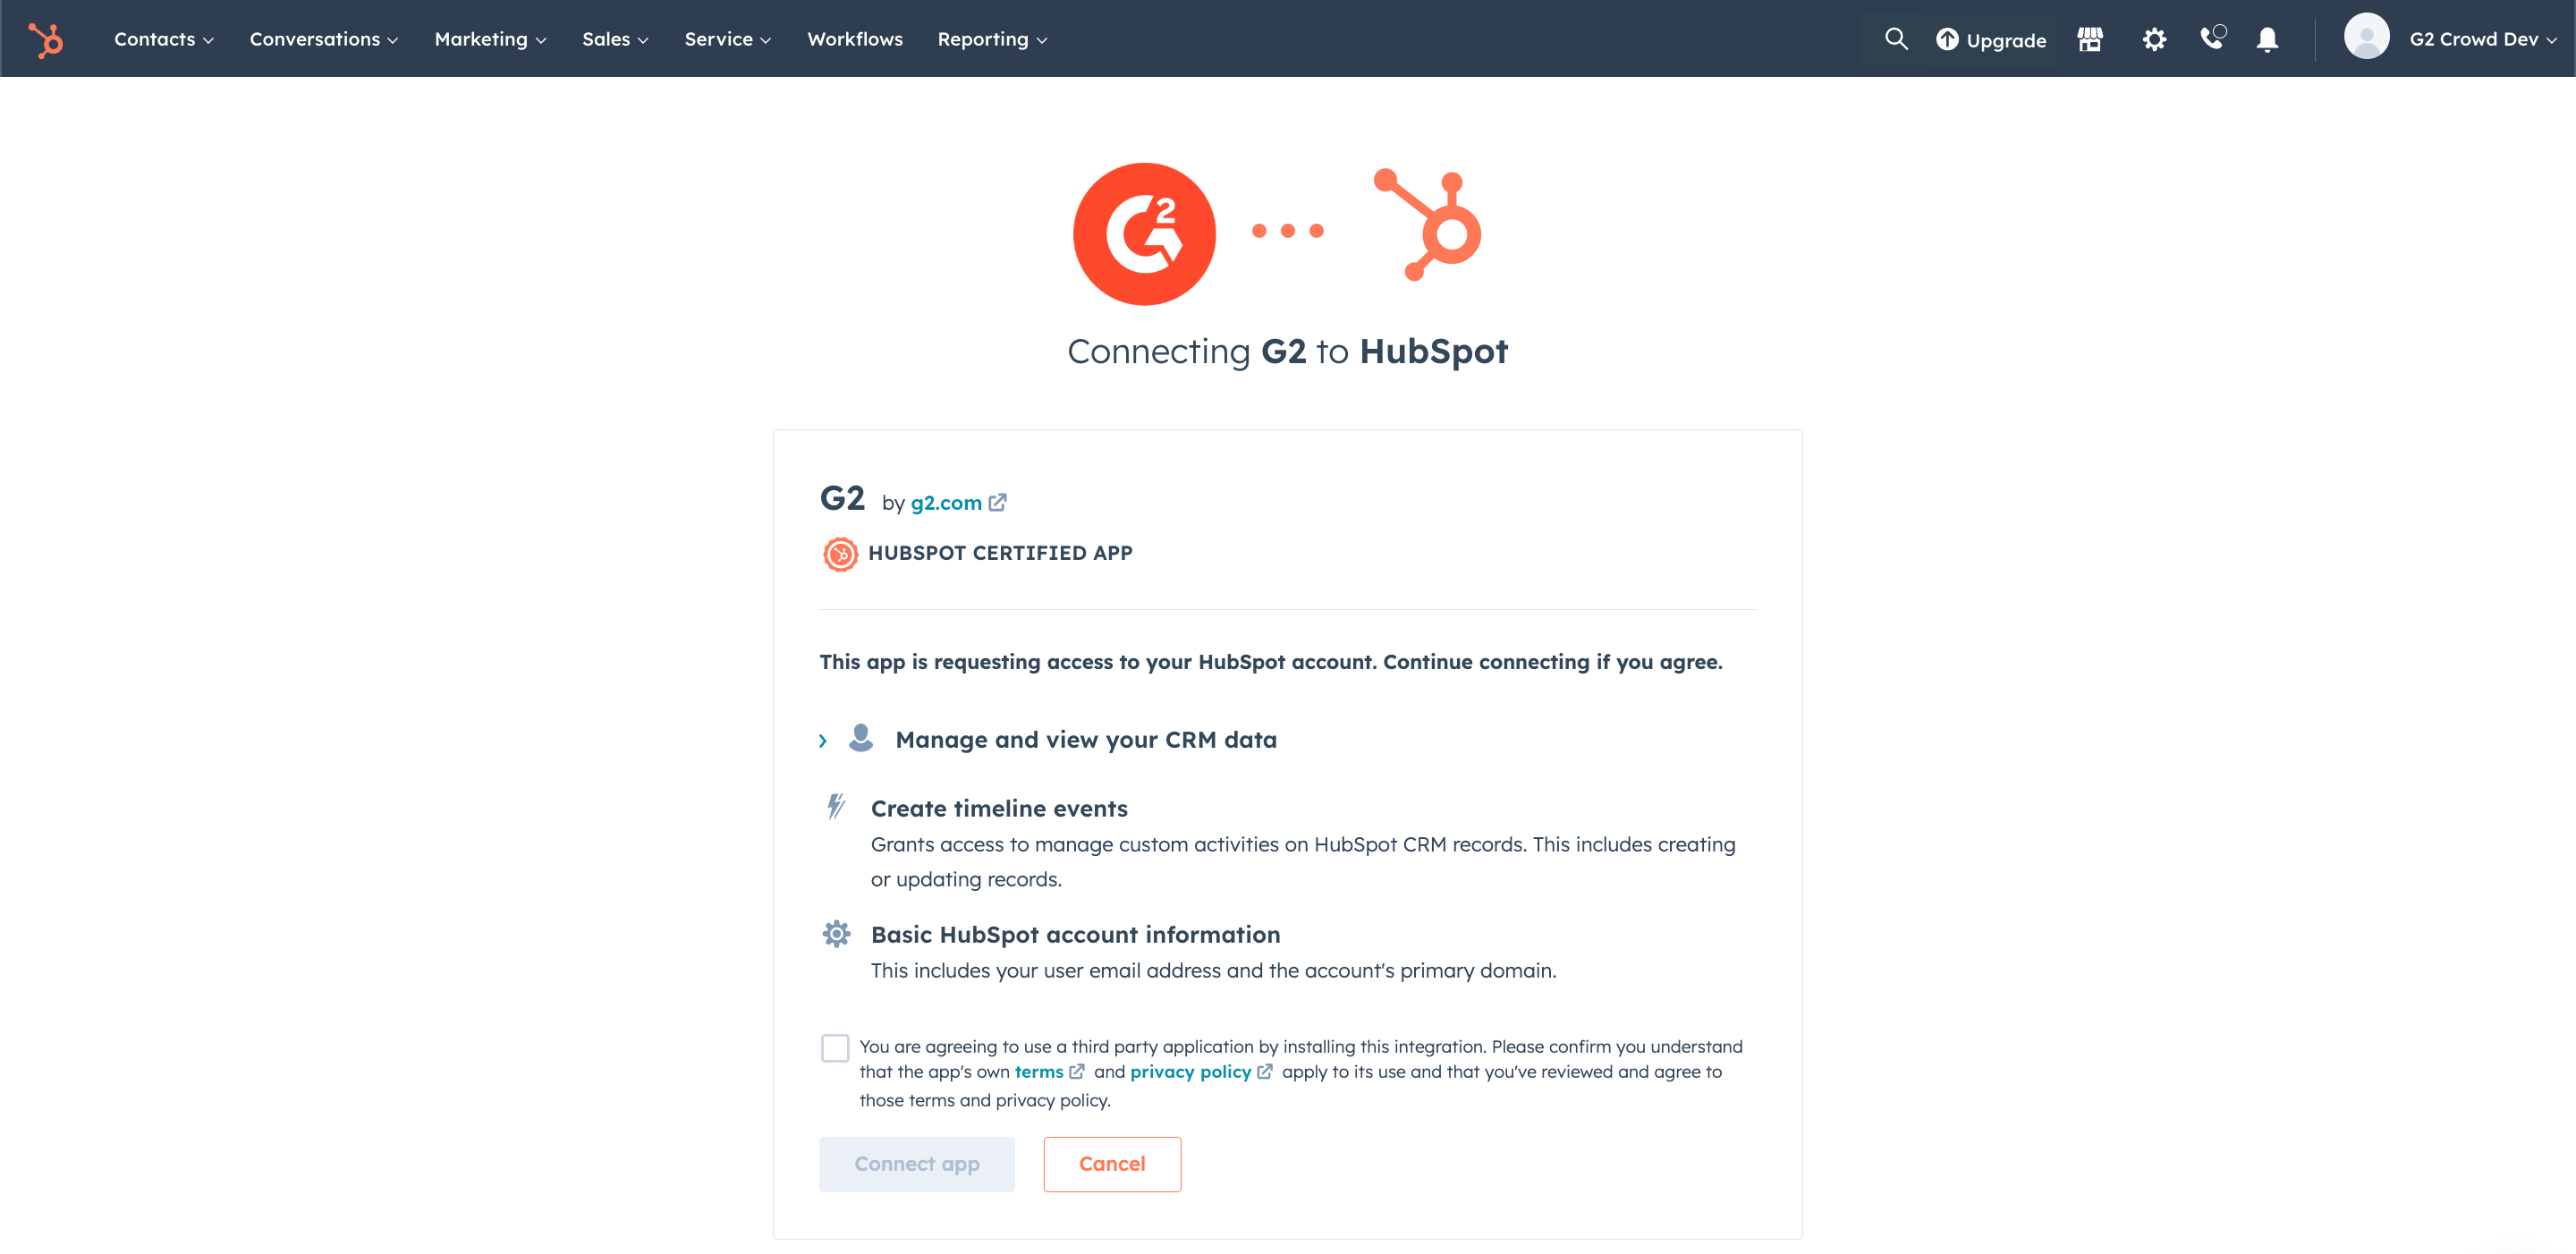 Contacts Conversations Marketing Sales Service Workflows Reporting Upgrade G2 Crowd Dev
G2
Connecting G2 to HubSpot
G2 by g2.com
HUBSPOT CERTIFIED APP
This app is requesting access to your HubSpot account. Continue connecting if you agree.
Manage and view your CRM data
Create timeline events
Grants access to manage custom activities on HubSpot CRM records. This includes creating
or updating records.
Basic HubSpot account information
This includes your user email address and the account's primary domain.
You are agreeing to use a third party application by installing this integration. Please confirm you understand
that the app's own terms and privacy policy apply to its use and that you've reviewed and agree to
those terms and privacy policy.
Connect app Cancel